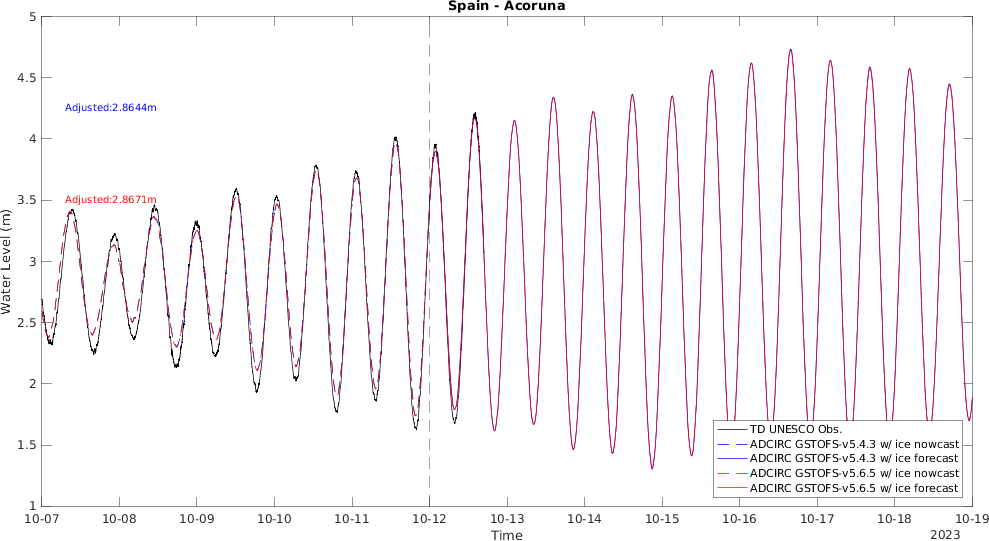 Spain - Acoruna
5
4.5
4
3.5
3
2.5
2
1.5
1
Water Level (m)
Adjusted:2.8644m
Adjusted:2.8671m
TD UNESCO Obs.
ADCIRC GSTOFS-v5.4.3 w/ ice nowcast
ADCIRC GSTOFS-v5.4.3 w/ ice forecast
ADCIRC GSTOFS-v5.6.5 w/ ice nowcast
ADCIRC GSTOFS-v5.6.5 w/ ice forecast
10-07 10-08 10-09 10-10 10-11 10-12 10-13 10-14 10-15 10-16 10-17 10-18 10-19
Time
2023